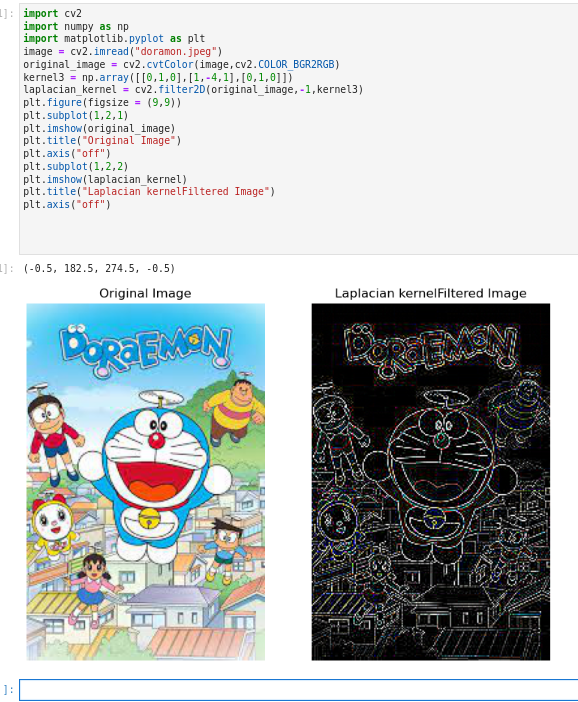 ]:
import cv2
import numpy as np
import matplotlib.pyplot as plt
image = cv2.imread("doramon.jpeg")
original_image = cv2.cvtColor(image,cv2.COLOR_BGR2RGB)
kernel3 = np.array([[0,1,0],[1,-4,1],[0,1,0]])
laplacian_kernel = cv2.filter2D(original_image,-1,kernel3)
plt.figure(figsize = (9,9))
plt.subplot(1,2,1)
plt.imshow(original_image)
plt.title("Original Image")
plt.axis("off")
plt.subplot(1,2,2)
plt.imshow(laplacian_kernel)
plt.title("Laplacian kernelFiltered Image")
plt.axis("off")
]: (-0.5, 182.5, 274.5, -0.5)
Original Image
Laplacian kernelFiltered Image
DORAEMON
DORAEMON
]: